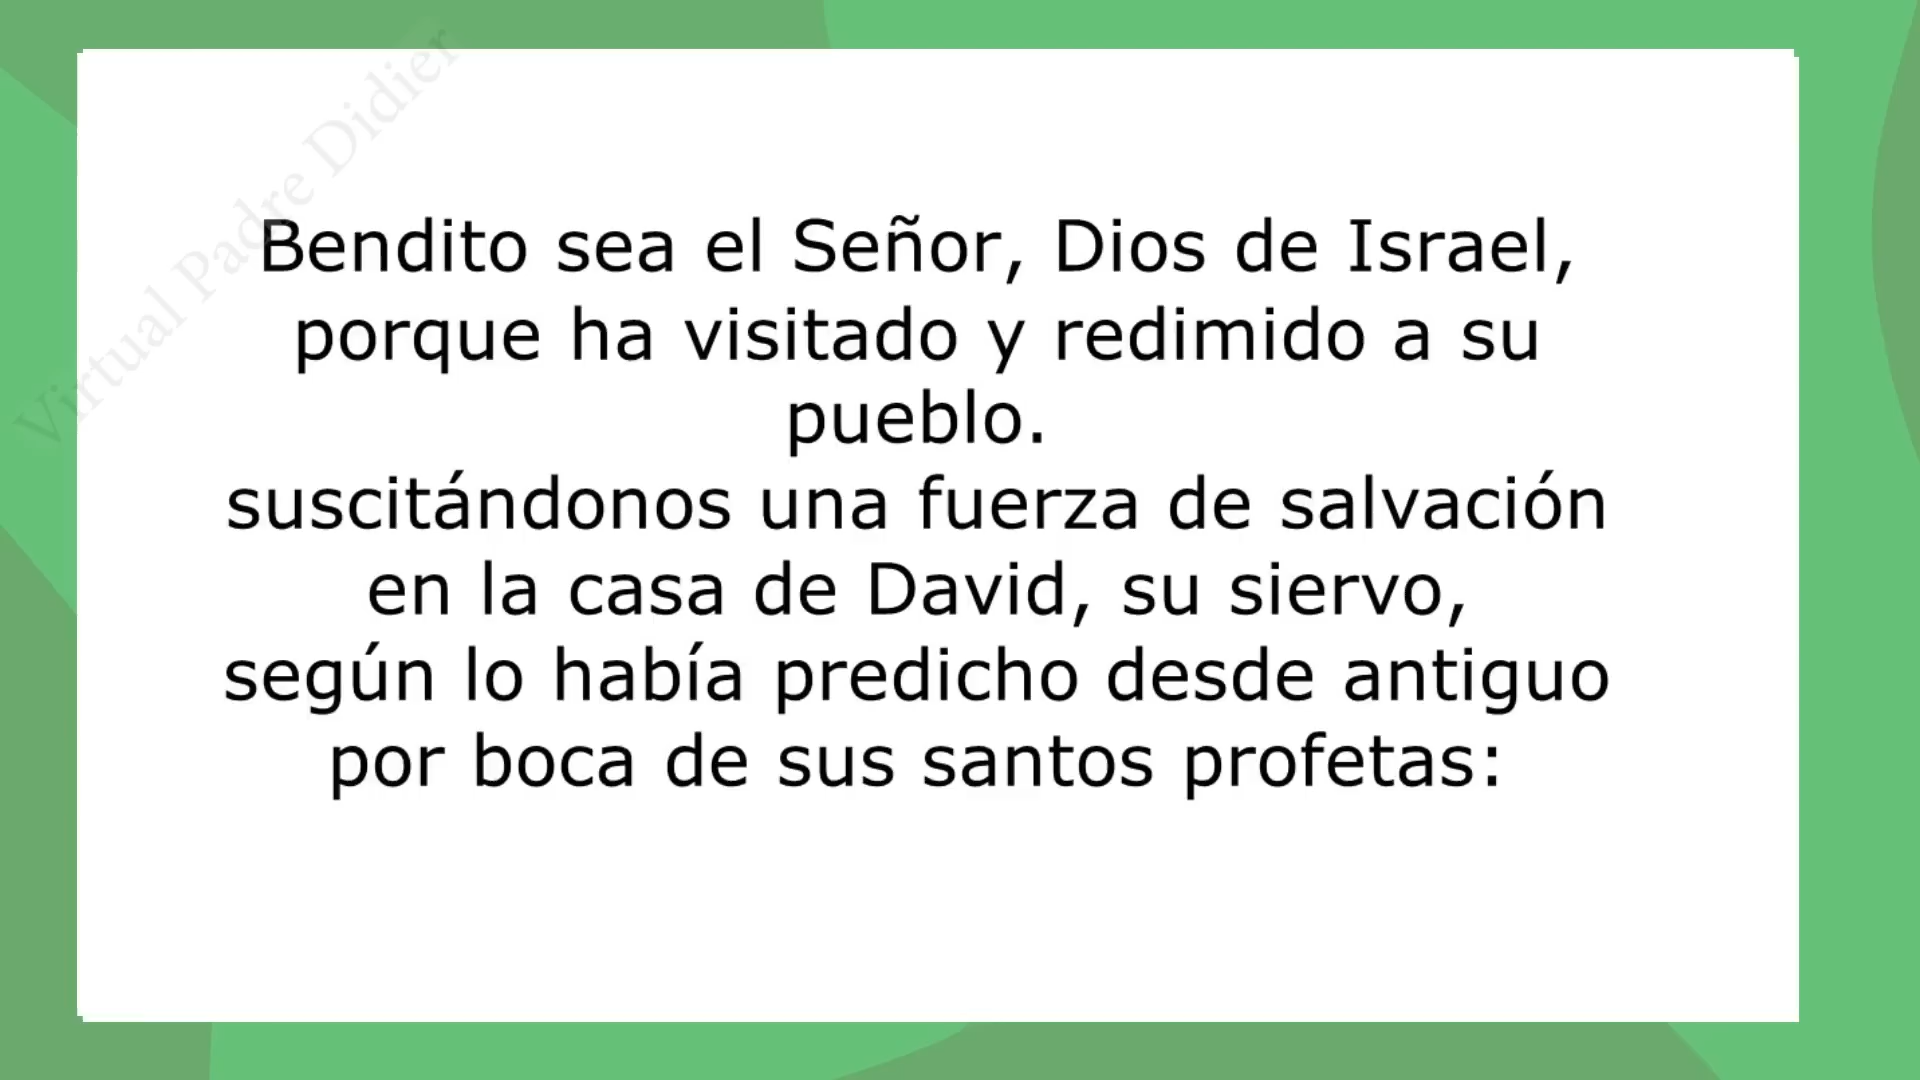 Virtual Padre Didier
Bendito sea el Señor, Dios de Israel,
porque ha visitado y redimido a su
pueblo.
suscitándonos una fuerza de salvación
en la casa de David, su siervo,
según lo había predicho desde antiguo
por boca de sus santos profetas: